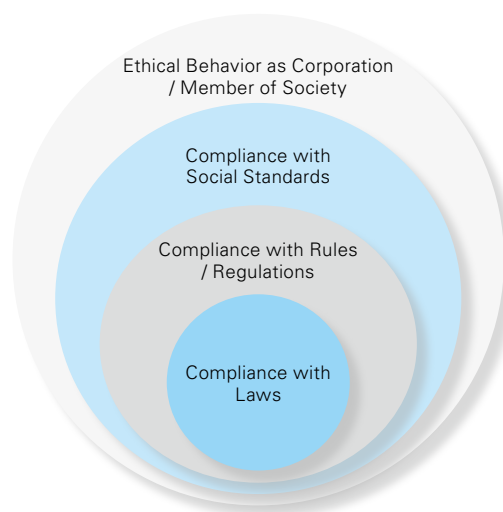 Ethical Behavior as Corporation
/ Member of Society
Compliance with
Social Standards
Compliance with Rules
/ Regulations
Compliance with
Laws